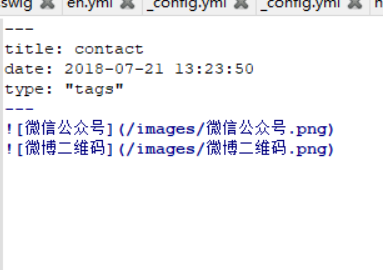 swig en.yml _config.yml _config.yml
---
title: contact
date: 2018-07-21 13:23:50
type: "tags"
---
![微信公众号](/images/微信公众号.png)
![微博二维码](/images/微博二维码.png)